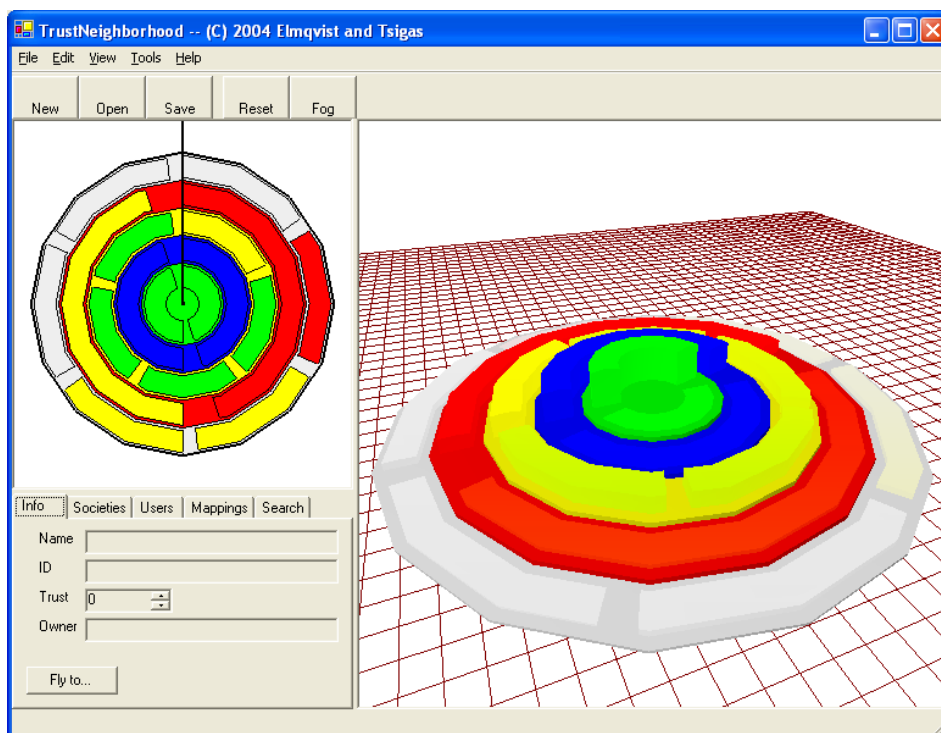 TrustNeighborhood -- (C) 2004 Elmqvist and Tsigas
File Edit View Tools Help
New Open Save Reset Fog
Info Societies Users Mappings Search
Name
ID
Trust 0
Owner
Fly to...